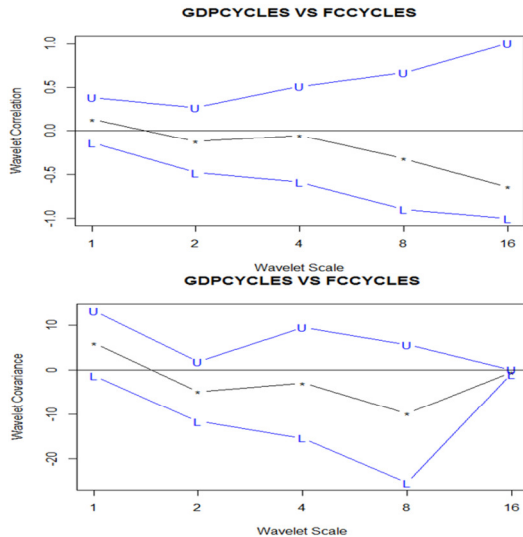 GDPCYCLES VS FCCYCLES
Wavelet Correlation
1.0
0.5
0.0
-0.5
-1.0
U U U U U
L L L L L
1 2 4 8 16
Wavelet Scale
GDPCYCLES VS FCCYCLES
Wavelet Covariance
10
0
-10
-20
U U U U U
L L L L L
1 2 4 8 16
Wavelet Scale